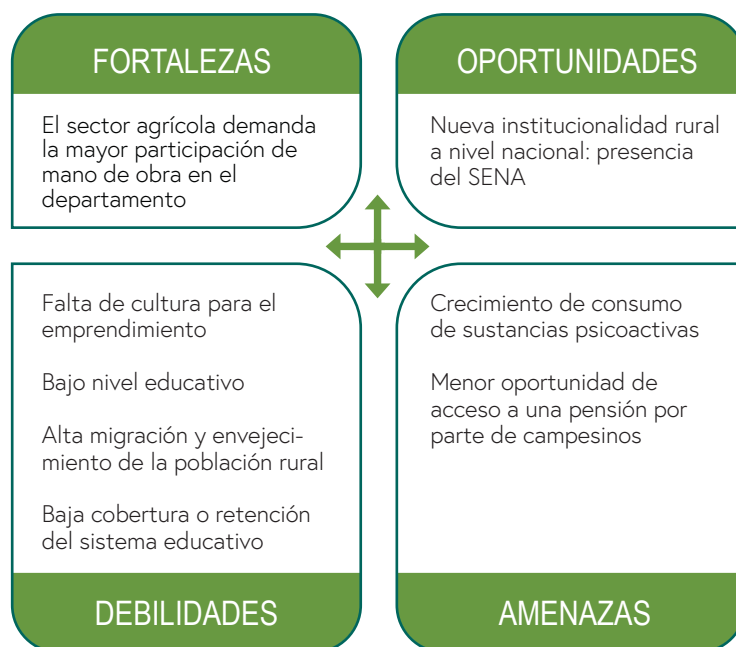 FORTALEZAS
El sector agrícola demanda
la mayor participación de
mano de obra en el
departamento
OPORTUNIDADES
Nueva institucionalidad rural
a nivel nacional: presencia
del SENA
Falta de cultura para el
emprendimiento
Bajo nivel educativo
Alta migración y envejeci-
miento de la población rural
Baja cobertura o retención
del sistema educativo
DEBILIDADES
Crecimiento de consumo
de sustancias psicoactivas
Menor oportunidad de
acceso a una pensión por
parte de campesinos
AMENAZAS